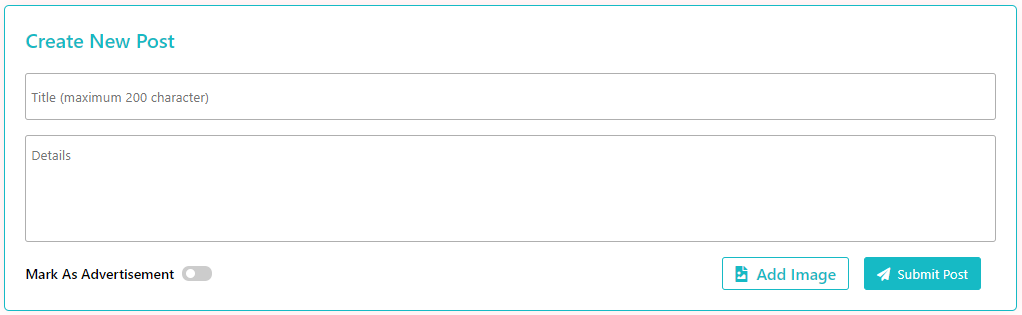 Create New Post
Title (maximum 200 character)
Details
Mark As Advertisement
Add Image
Submit Post